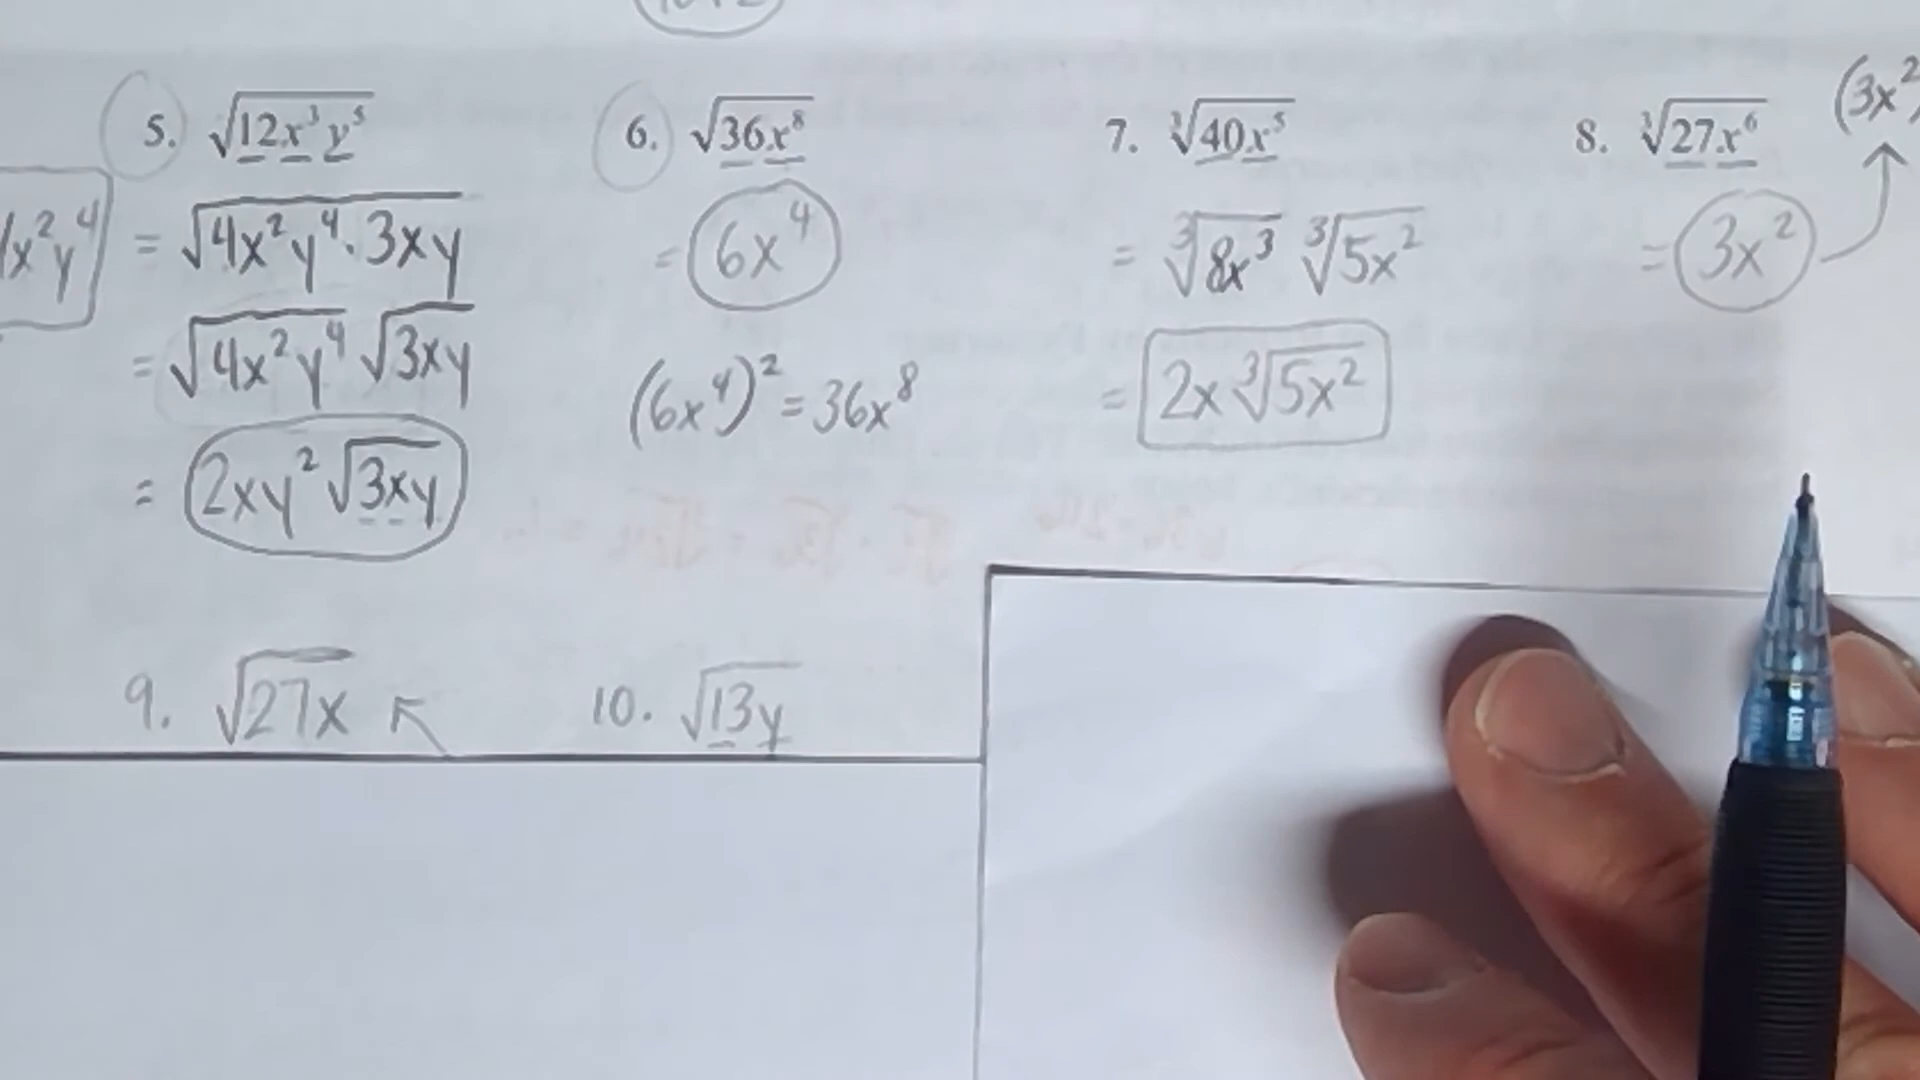 5. √12x³y⁵
= √4x²y⁴·3xy
= √4x²y⁴ √3xy
= 2xy² √3xy
6. √36x⁸
= 6x⁴
(6x⁴)² = 36x⁸
7. ∛40x⁵
= ∛8x³ ∛5x²
= 2x∛5x²
8. ∛27x⁶
= 3x²
(3x²)
x²y⁴
9. √27x
10. √13y